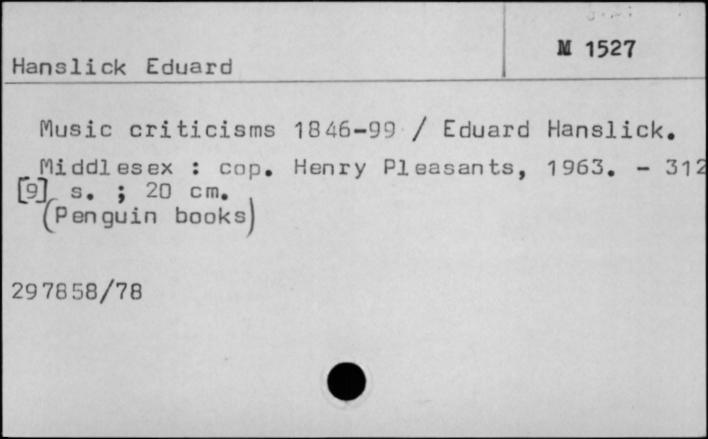 M 1527
Hanslick Eduard
Music criticisms 1846-99 / Eduard Hanslick.
Middlesex : cop. Henry Pleasants, 1963. - 312
[9] s. ; 20 cm.
(Penguin books)
297858/78